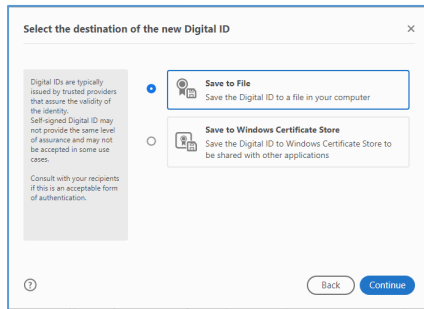 Select the destination of the new Digital ID
Digital IDs are typically
issued by trusted providers
that assure the validity of
the identity.
Self-signed Digital ID may
not provide the same level
of assurance and may not
be accepted in some use
cases.
Consult with your recipients
if this is an acceptable form
of authentication.
Save to File
Save the Digital ID to a file in your computer
Save to Windows Certificate Store
Save the Digital ID to Windows Certificate Store to
be shared with other applications
Back
Continue